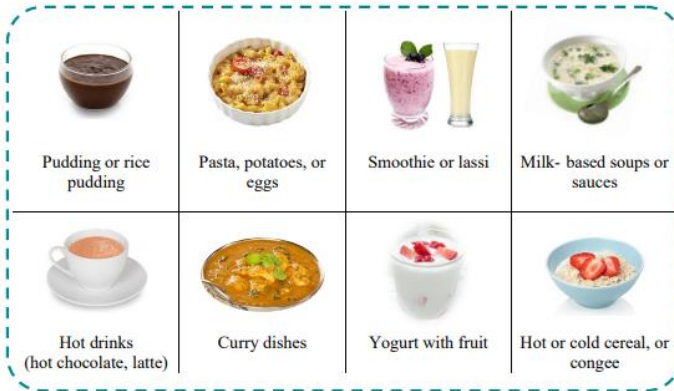 Pudding or rice
pudding
Pasta, potatoes, or
eggs
Smoothie or lassi
Milk- based soups or
sauces
Hot drinks
(hot chocolate, latte)
Curry dishes
Yogurt with fruit
Hot or cold cereal, or
congee